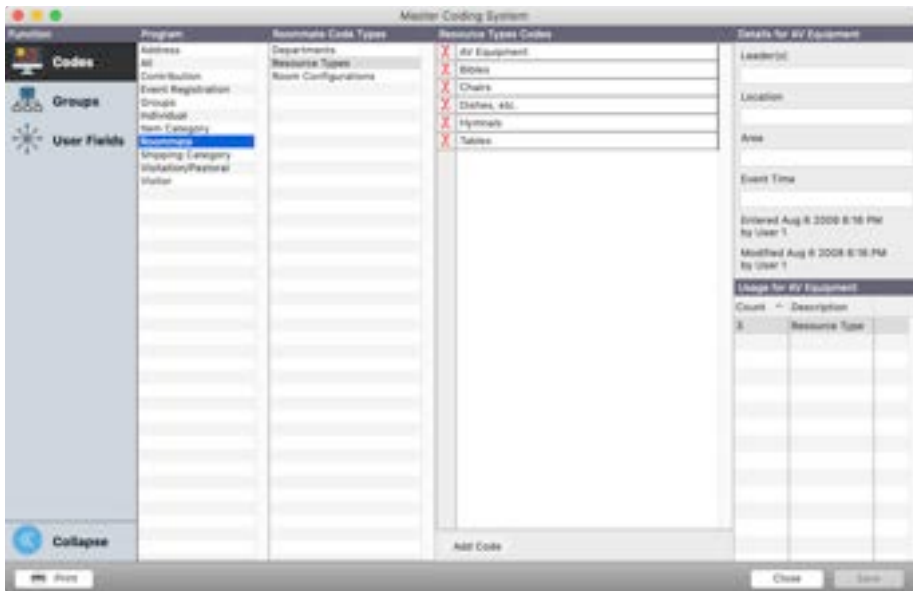 Master Coding System
Function
Codes
Groups
User Fields
Collapse
Program
Address
All
Contribution
Event Registration
Groups
Individual
Item Category
Roommate
Shipping Category
Visitation/Pastoral
Visitor
Roommate Code Types
Departments
Resource Types
Room Configurations
Resource Types Codes
X AV Equipment
X Bibles
X Chairs
X Dishes, etc.
X Hymnals
X Tables
Add Code
Details for AV Equipment
Leader(s)
Location
Area
Event Time
Entered Aug 6 2009 6:16 PM
by User 1
Modified Aug 6 2009 6:16 PM
by User 1
Usage for AV Equipment
Count Description
3 Resource Type
Print
Close
Save